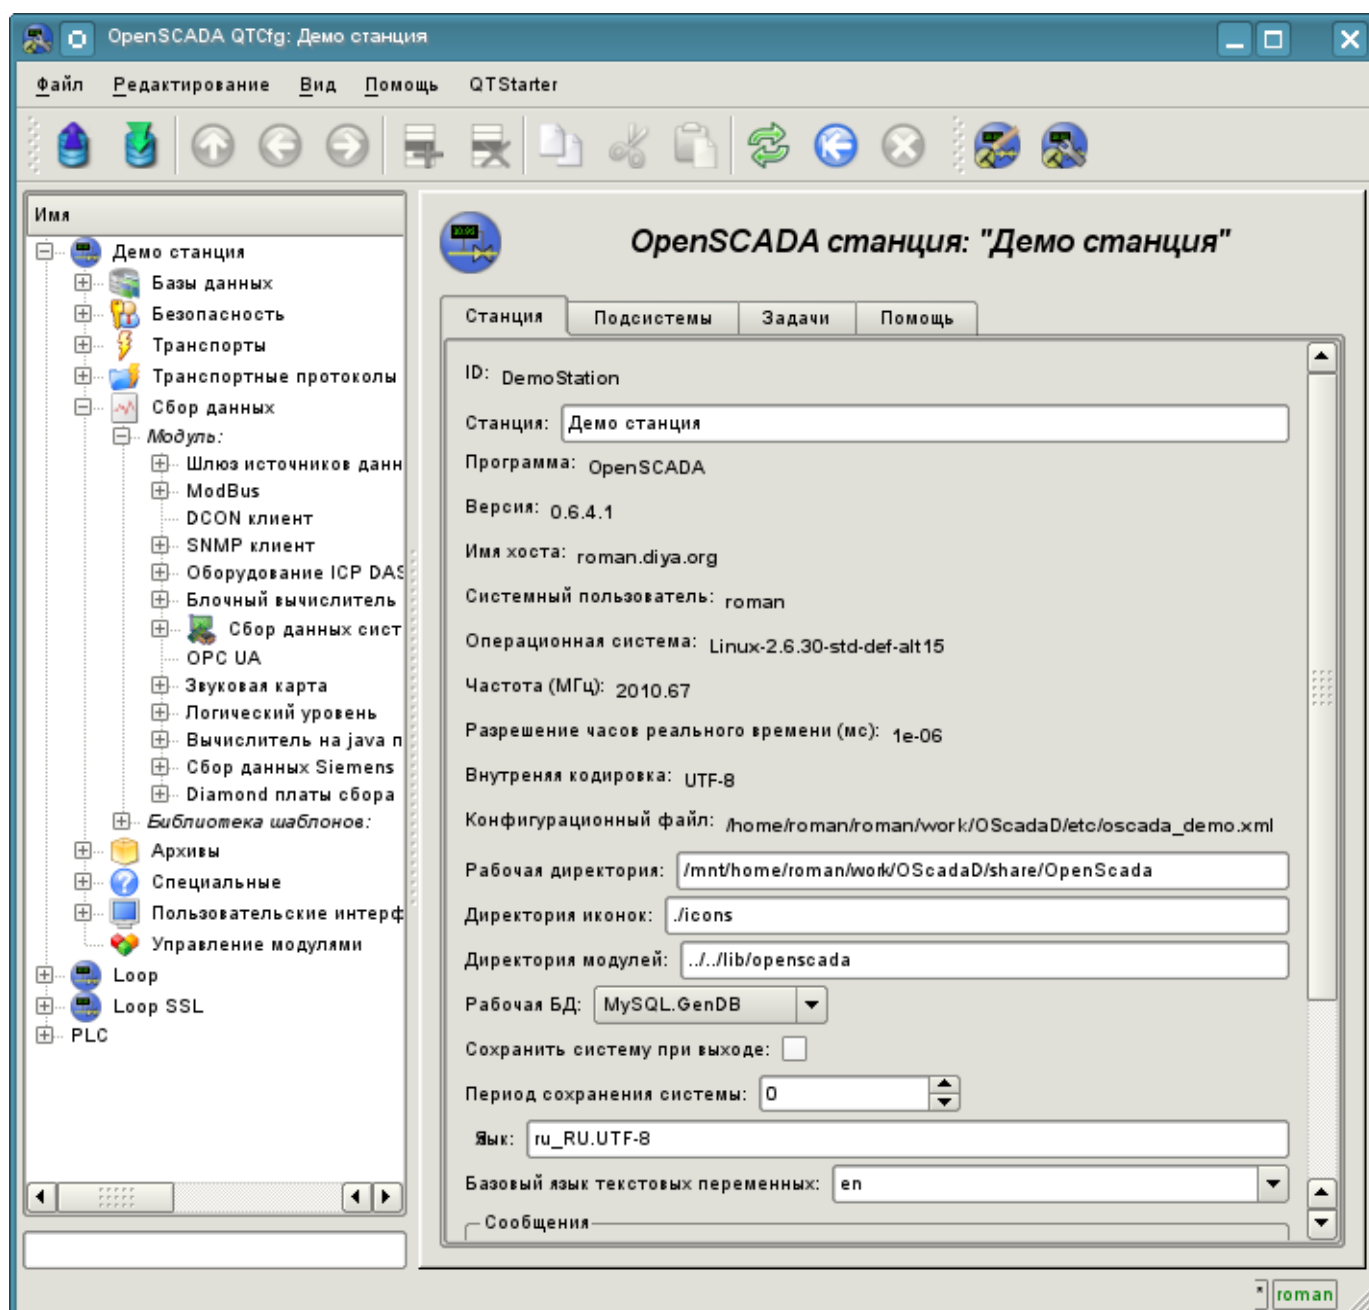 OpenSCADA QTCfg: Демо станция
Файл Редактирование Вид Помощь QTStarter
Имя
Демо станция
Базы данных
Безопасность
Транспорты
Транспортные протоколы
Сбор данных
Модуль:
Шлюз источников данн
ModBus
DCON клиент
SNMP клиент
Оборудование ICP DAS
Блочный вычислитель
Сбор данных сист
OPC UA
Звуковая карта
Логический уровень
Вычислитель на java п
Сбор данных Siemens
Diamond платы сбора
Библиотека шаблонов:
Архивы
Специальные
Пользовательские интерф
Управление модулями
Loop
Loop SSL
PLC
OpenSCADA станция: "Демо станция"
Станция Подсистемы Задачи Помощь
ID: DemoStation
Станция: Демо станция
Программа: OpenSCADA
Версия: 0.6.4.1
Имя хоста: roman.diya.org
Системный пользователь: roman
Операционная система: Linux-2.6.30-std-def-alt15
Частота (МГц): 2010.67
Разрешение часов реального времени (мс): 1e-06
Внутреняя кодировка: UTF-8
Конфигурационный файл: /home/roman/roman/work/OScadaD/etc/oscada_demo.xml
Рабочая директория: /mnt/home/roman/work/OScadaD/share/OpenScada
Директория иконок: ./icons
Директория модулей: ../../lib/openscada
Рабочая БД: MySQL.GenDB
Сохранить систему при выходе:
Период сохранения системы: 0
Язык: ru_RU.UTF-8
Базовый язык текстовых переменных: en
Сообщения
* roman